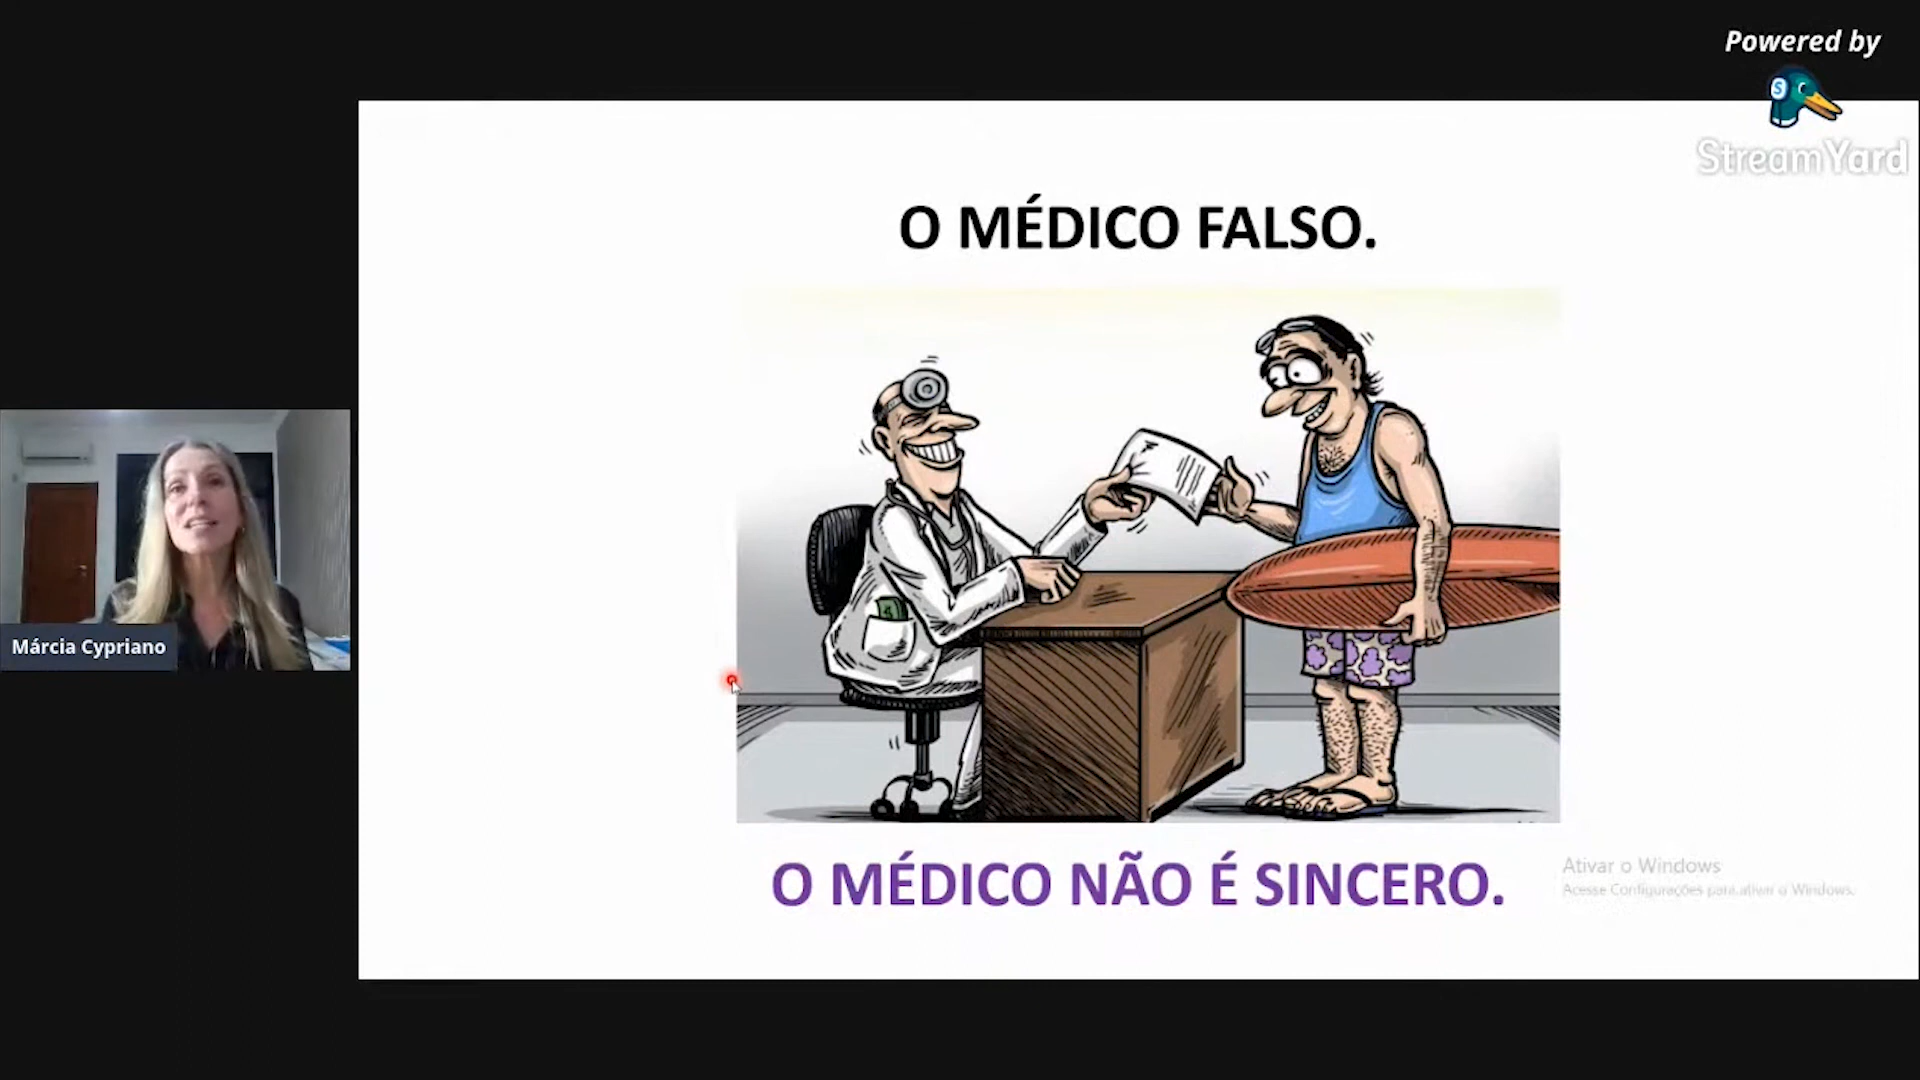 Powered by
StreamYard
O MÉDICO FALSO.
Márcia Cypriano
O MÉDICO NÃO É SINCERO.
Ativar o Windows
Acesse Configurações para ativar o Windows.